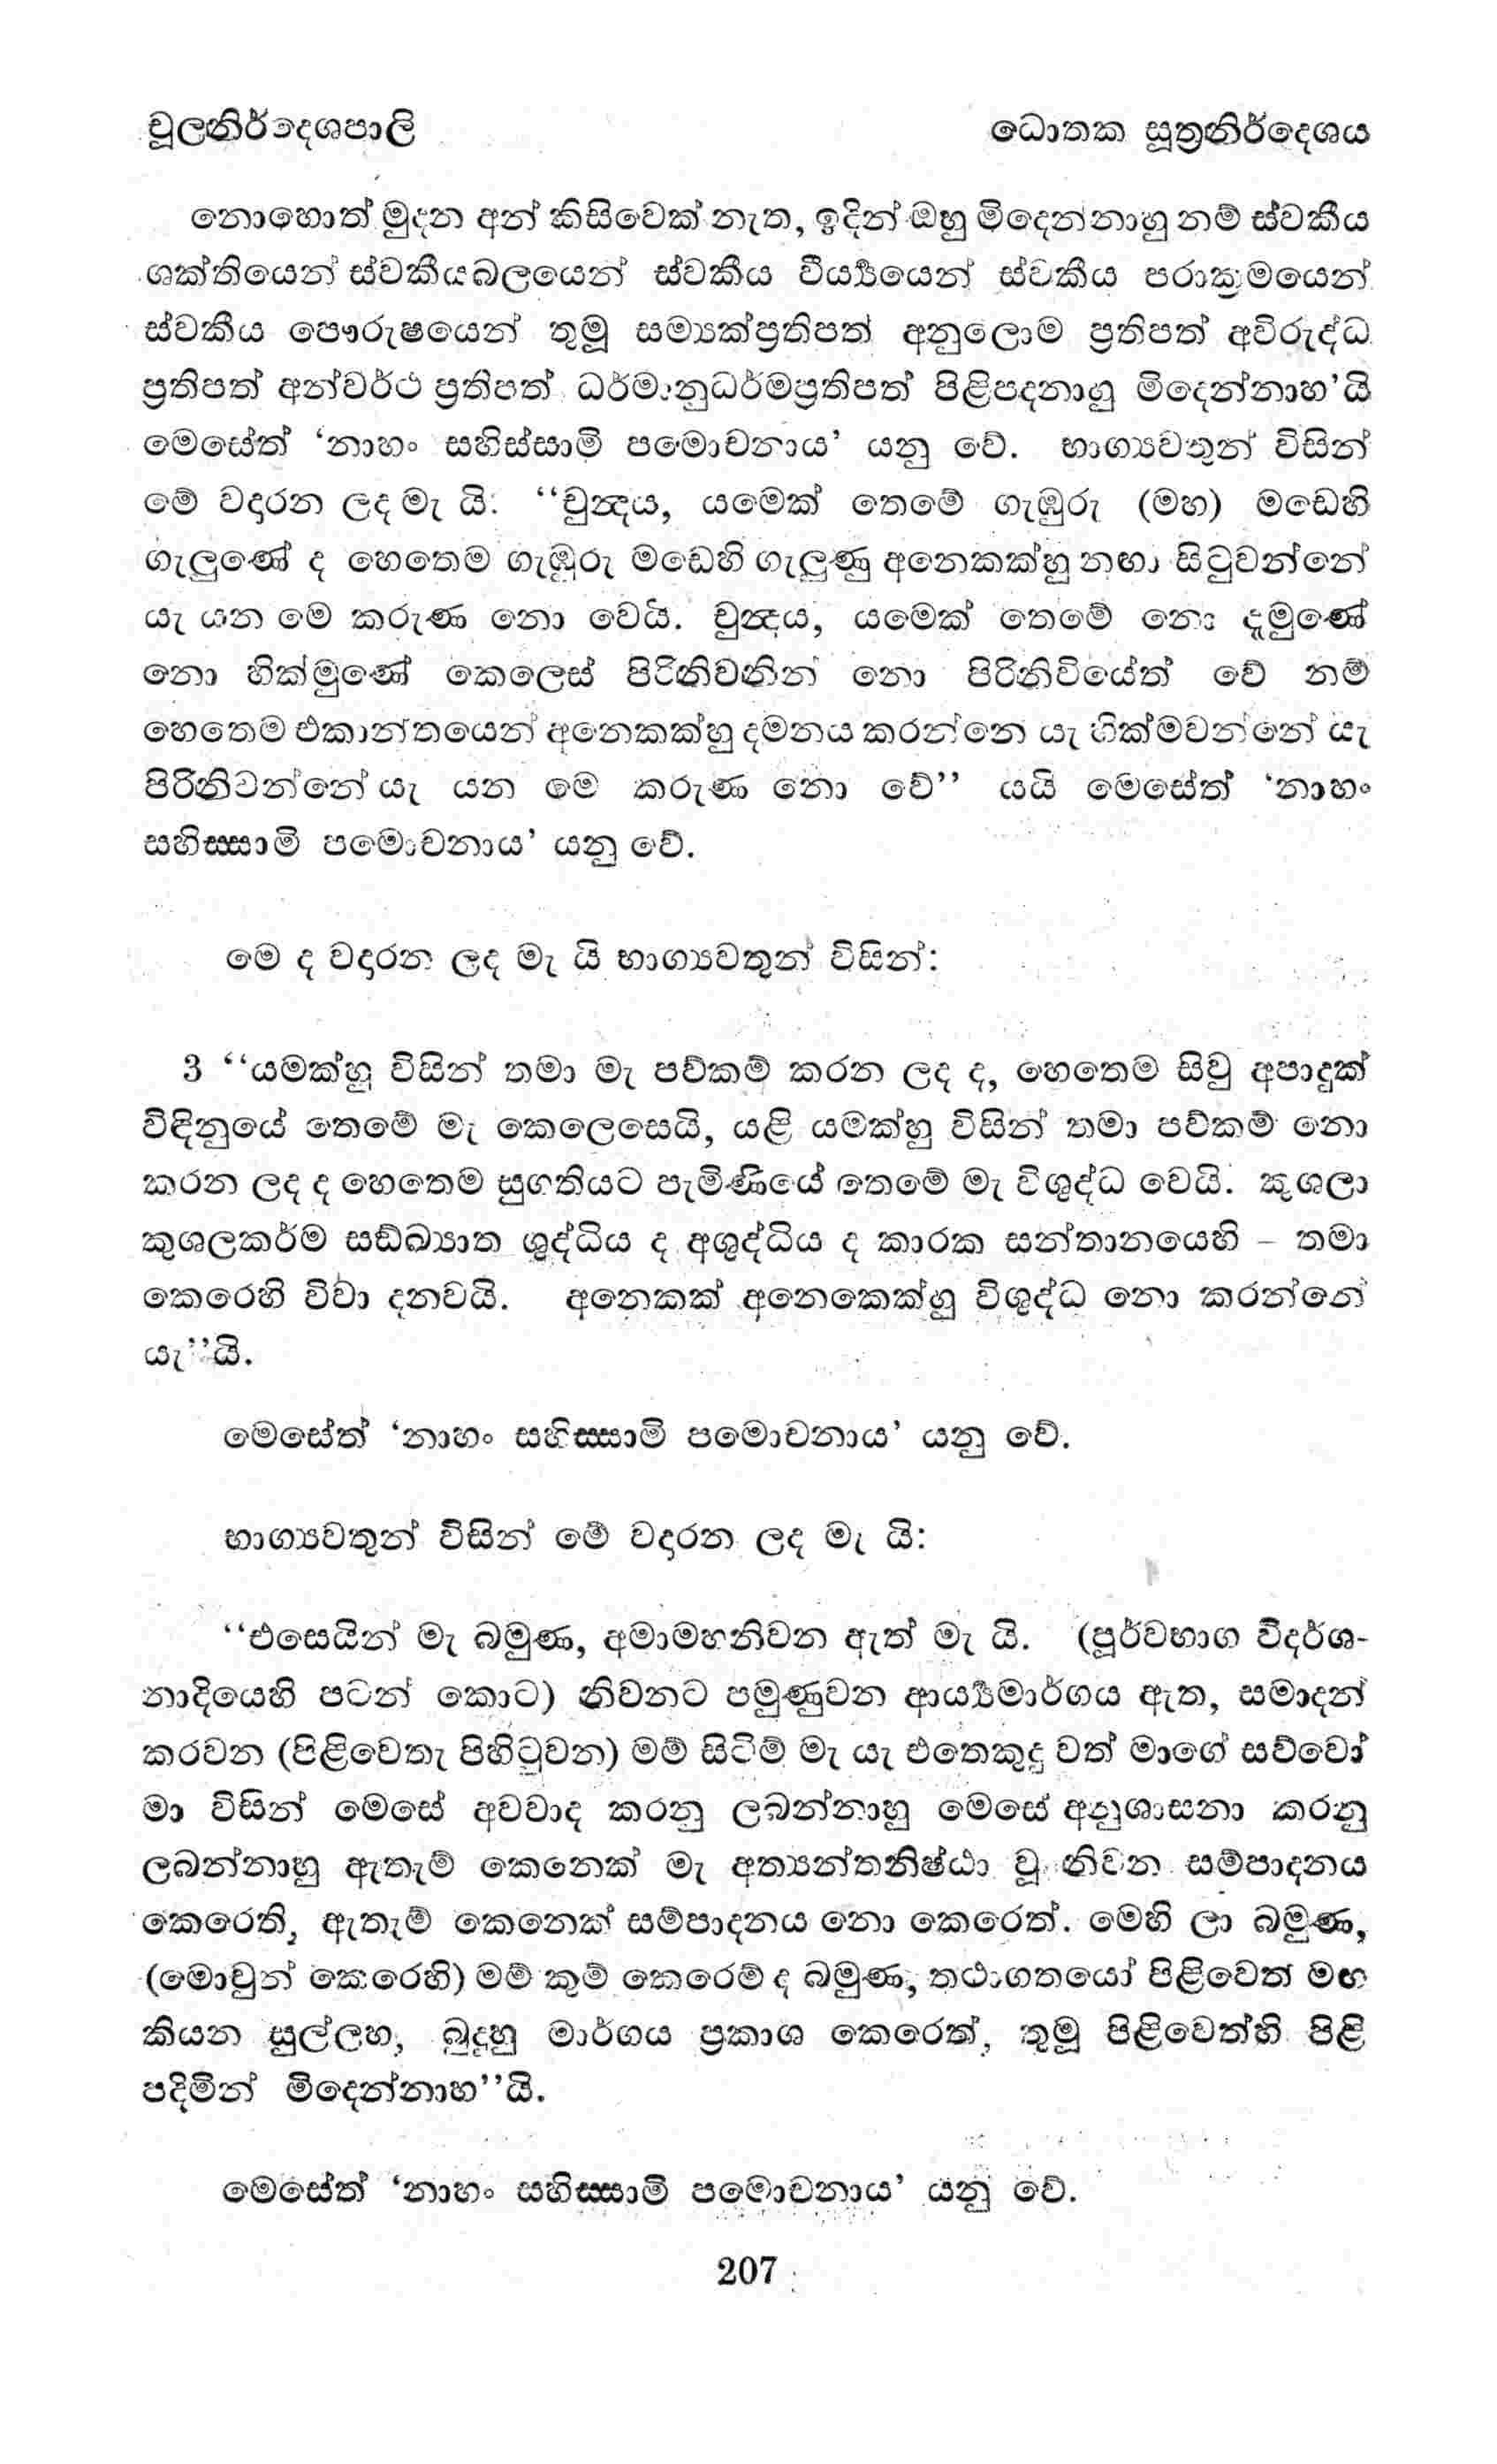 චූලනිර්දෙශපාලි ධොතක සූත්‍රනිර්දෙශය
නොහොත් මුදන අන් කිසිවෙක් නැත, ඉදින් ඔහු මිදෙන්නාහු නම් ස්වකීය
ශක්තියෙන් ස්වකීයබලයෙන් ස්වකීය වීර්‍ය්‍යයෙන් ස්වකීය පරාක්‍රමයෙන්
ස්වකීය පෞරුෂයෙන් තුමූ සම්‍යක්ප්‍රතිපත් අනුලොම ප්‍රතිපත් අවිරුද්ධ
ප්‍රතිපත් අන්වර්ථ ප්‍රතිපත් ධර්මානුධර්මප්‍රතිපත් පිළිපදනාහු මිදෙන්නාහ’යි
මෙසේත් ‘නාහං සහිස්සාමි පමොචනාය’ යනු වේ. භාග්‍යවතුන් විසින්
මේ වදාරන ලද මැ යි: “චුන්‍දය, යමෙක් තෙමේ ගැඹුරු (මහ) මඩෙහි
ගැලුණේ ද හෙතෙම ගැඹුරු මඩෙහි ගැලුණු අනෙකක්හු නඟා සිටුවන්නේ
යැ යන මෙ කරුණ නො වෙයි. චුන්‍දය, යමෙක් තෙමේ නො දැමුණේ
නො හික්මුණේ කෙලෙස් පිරිනිවනින් නො පිරිනිවියේත් වේ නම්
හෙතෙම එකාන්තයෙන් අනෙකක්හු දමනය කරන්නෙ යැ හික්මවන්නේ යැ
පිරිනිවන්නේ යැ යන මෙ කරුණ නො වේ” යයි මෙසේත් ‘නාහං
සහිස්සාමි පමොචනාය’ යනු වේ.
මෙ ද වදාරන ලද මැ යි භාග්‍යවතුන් විසින්:
3 “යමක්හු විසින් තමා මැ පව්කම් කරන ලද ද, හෙතෙම සිවු අපාදුක්
විඳිනුයේ තෙමේ මැ කෙලෙසෙයි, යළි යමක්හු විසින් තමා පව්කම් නො
කරන ලද ද හෙතෙම සුගතියට පැමිණියේ තෙමේ මැ විශුද්ධ වෙයි. කුශලා
කුශලකර්ම සඞ්ඛ්‍යාත ශුද්ධිය ද අශුද්ධිය ද කාරක සන්තානයෙහි - තමා
කෙරෙහි විවා දනවයි. අනෙකක් අනෙකෙක්හු විශුද්ධ නො කරන්නේ
යැ”යි.
මෙසේත් ‘නාහං සහිස්සාමි පමොචනාය’ යනු වේ.
භාග්‍යවතුන් විසින් මේ වදාරන ලද මැ යි:
“එසෙයින් මැ බමුණ, අමාමහනිවන ඇත් මැ යි. (පූර්වභාග විදර්ශ-
නාදියෙහි පටන් කොට) නිවනට පමුණුවන ආර්‍ය්‍යමාර්ගය ඇත, සමාදන්
කරවන (පිළිවෙතැ පිහිටුවන) මම් සිටිම් මැ යැ එතෙකුදු වත් මාගේ සව්වෝ
මා විසින් මෙසේ අවවාද කරනු ලබන්නාහු මෙසේ අනුශාසනා කරනු
ලබන්නාහු ඇතැම් කෙනෙක් මැ අත්‍යන්තනිෂ්ඨා වූ නිවන සම්පාදනය
කෙරෙති, ඇතැම් කෙනෙක් සම්පාදනය නො කෙරෙත්. මෙහි ලා බමුණ,
(මොවුන් කෙරෙහි) මම් කුම් කෙරෙම් ද බමුණ, තථාගතයෝ පිළිවෙත් මඟ
කියන සුල්ලහ, බුදුහු මාර්ගය ප්‍රකාශ කෙරෙත්, තුමූ පිළිවෙත්හි පිළි
පදිමින් මිදෙන්නාහ”යි.
මෙසේත් ‘නාහං සහිස්සාමි පමොචනාය’ යනු වේ.
207